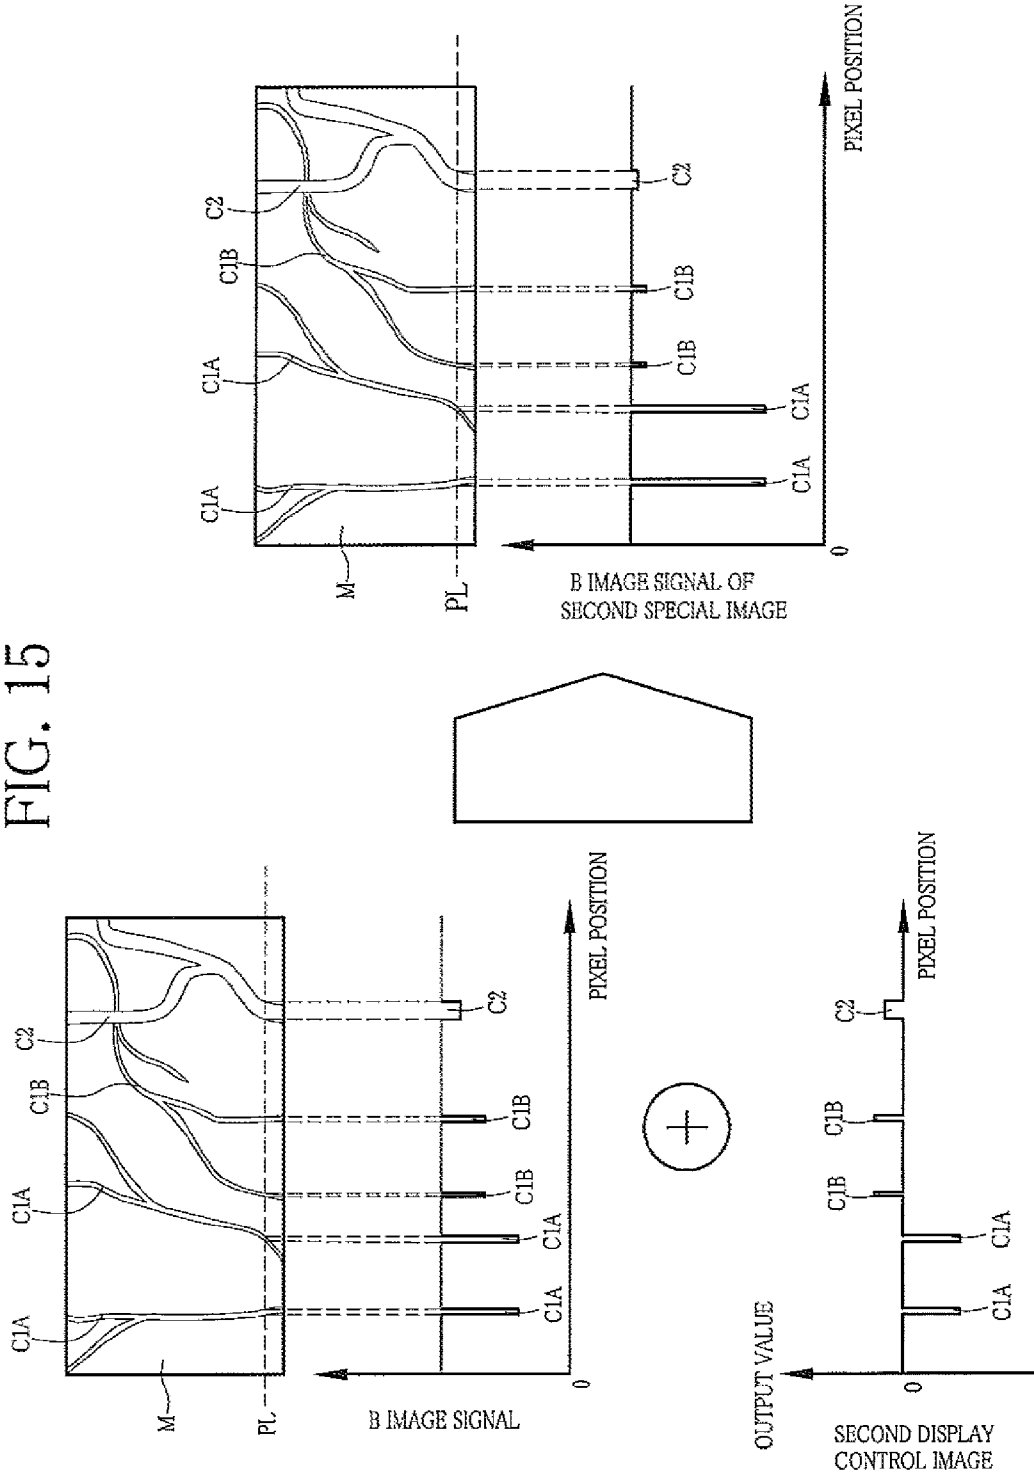 FIG. 15
C1A
C1A
C1B
C2
M
PL
B IMAGE SIGNAL
C1A
C1A
C1B
C1B
C2
0
PIXEL POSITION
OUTPUT VALUE
C1B
C1B
C2
0
C1A
C1A
PIXEL POSITION
SECOND DISPLAY
CONTROL IMAGE
C1A
C1A
C1B
C2
M
PL
B IMAGE SIGNAL OF
SECOND SPECIAL IMAGE
C1A
C1A
C1B
C1B
C2
0
PIXEL POSITION